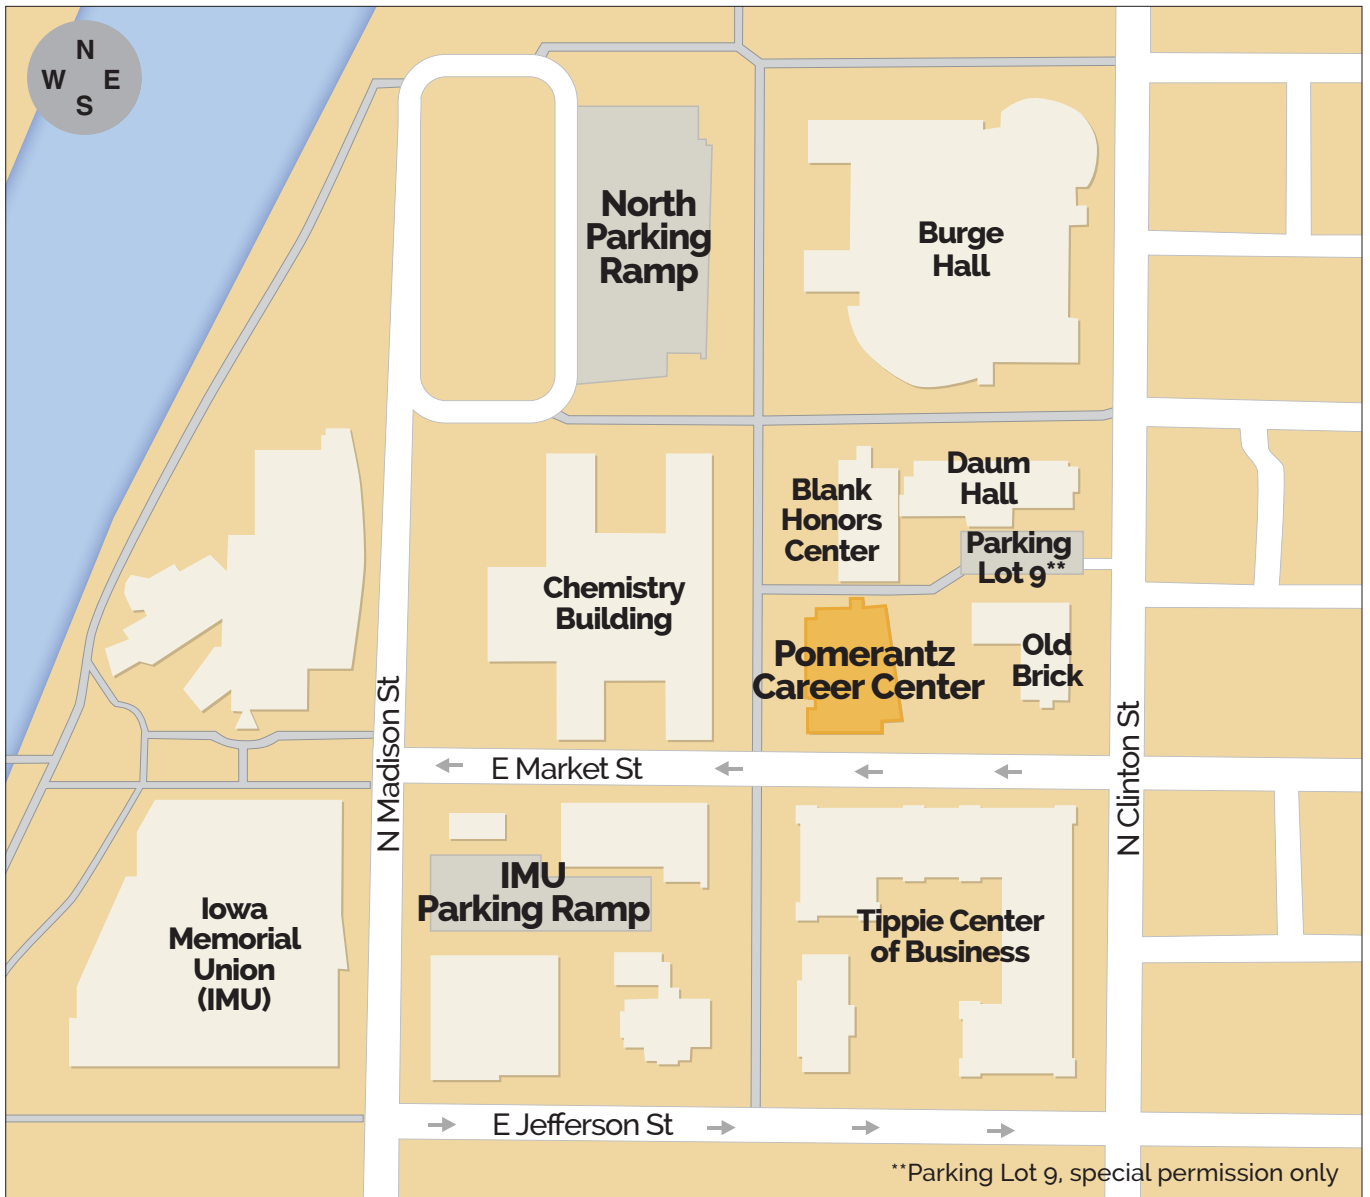 N
W E
S
North
Parking
Ramp
Burge
Hall
Blank
Honors
Center
Daum
Hall
Parking
Lot 9**
Chemistry
Building
Pomerantz
Career Center
Old
Brick
N Madison St
E Market St
N Clinton St
IMU
Parking Ramp
Iowa
Memorial
Union
(IMU)
Tippie Center
of Business
E Jefferson St
**Parking Lot 9, special permission only